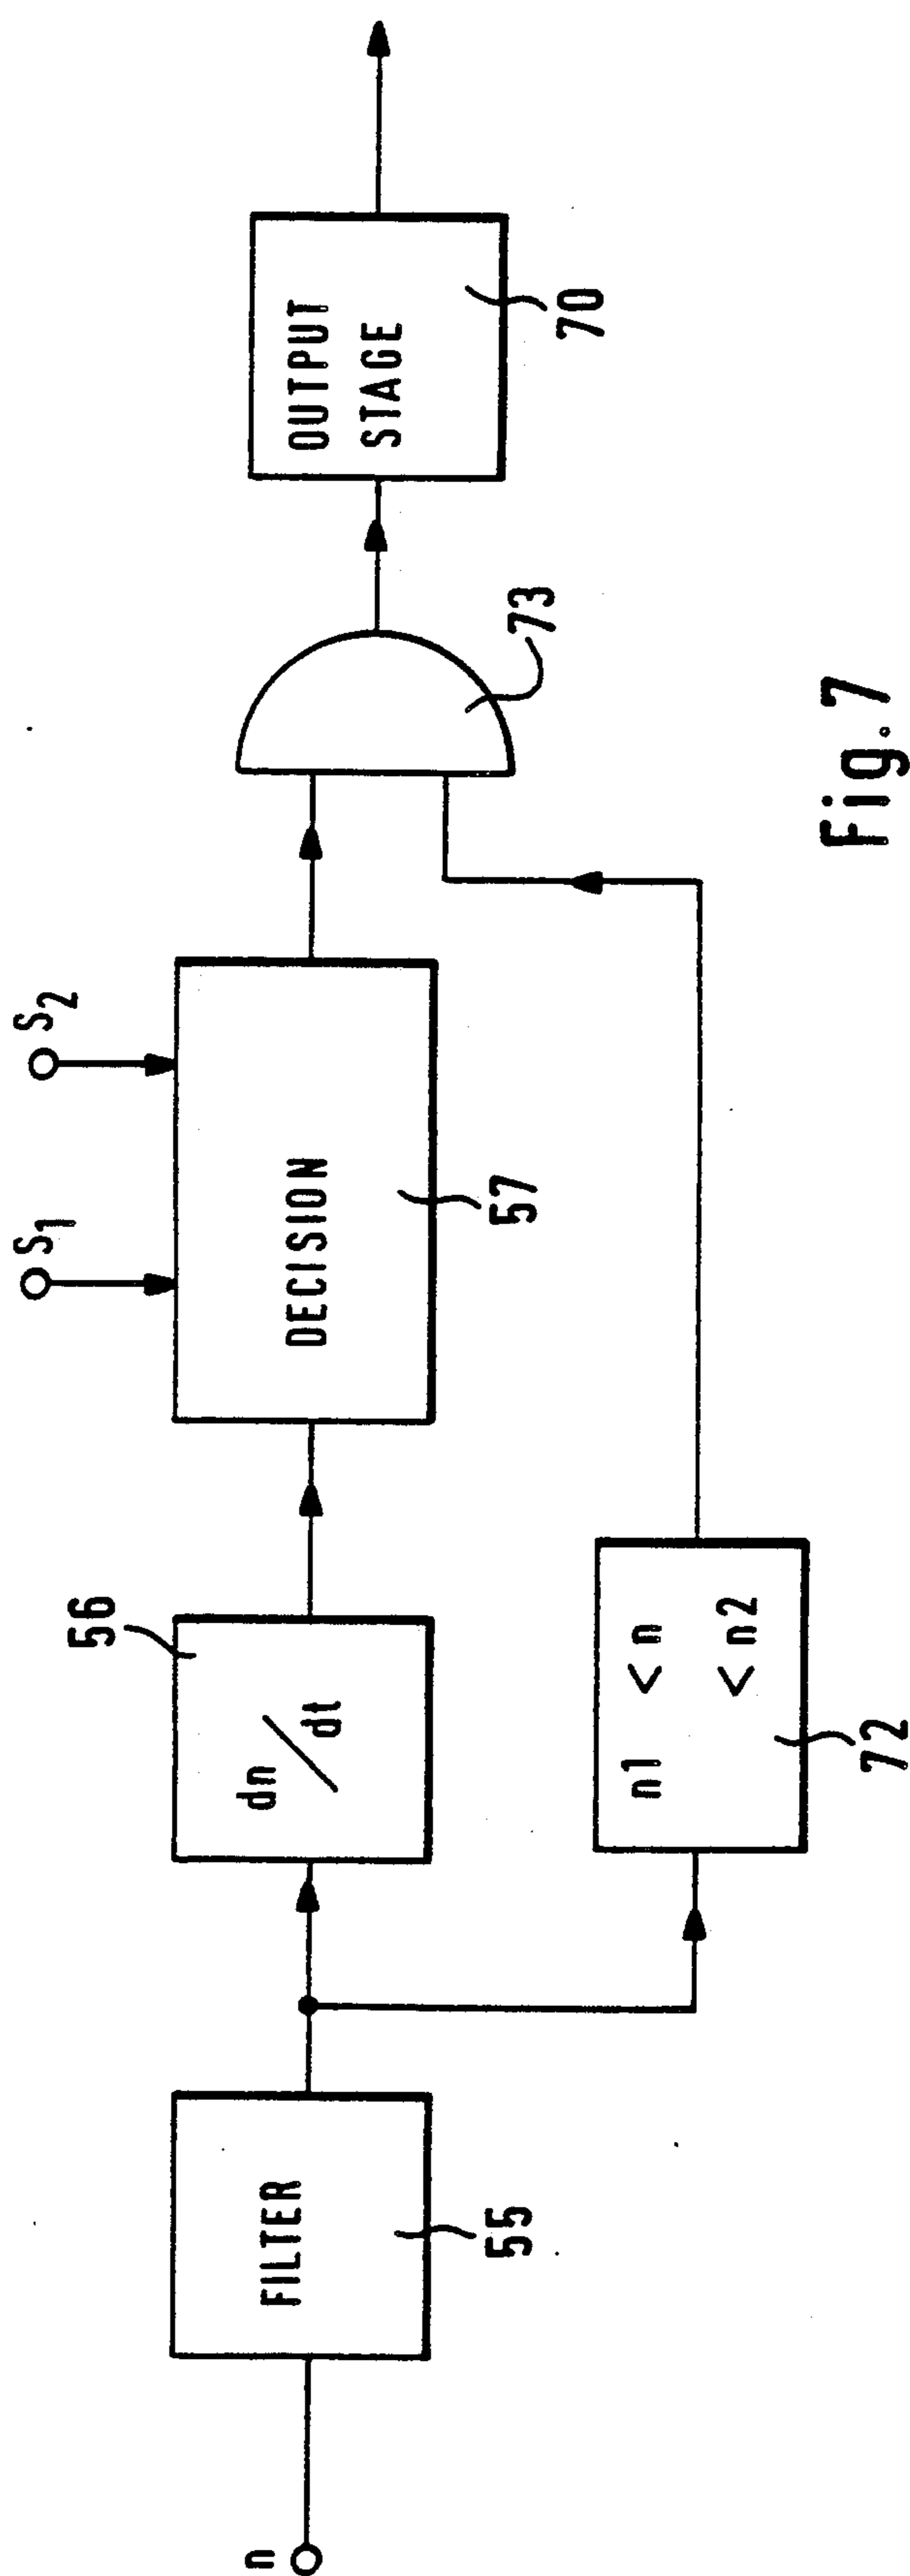 n
FILTER
55
dn
dt
56
S1
S2
DECISION
57
n1 < n
< n2
72
73
OUTPUT
STAGE
70
Fig. 7